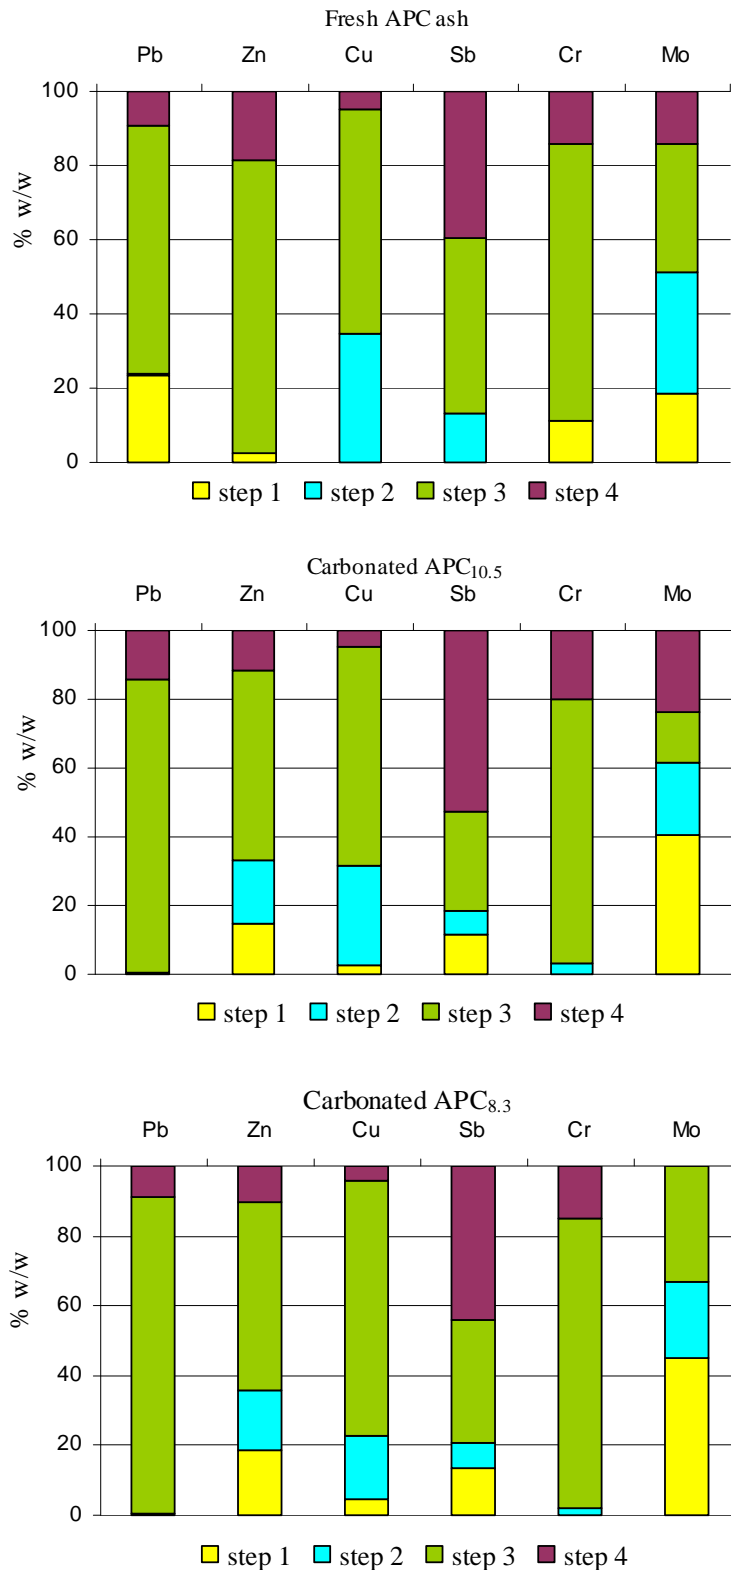 Fresh APC ash
Pb Zn Cu Sb Cr Mo
100
80
60
40
20
0
% w/w
step 1 step 2 step 3 step 4
Carbonated APC10.5
Pb Zn Cu Sb Cr Mo
100
80
60
40
20
0
% w/w
step 1 step 2 step 3 step 4
Carbonated APC8.3
Pb Zn Cu Sb Cr Mo
100
80
60
40
20
0
% w/w
step 1 step 2 step 3 step 4